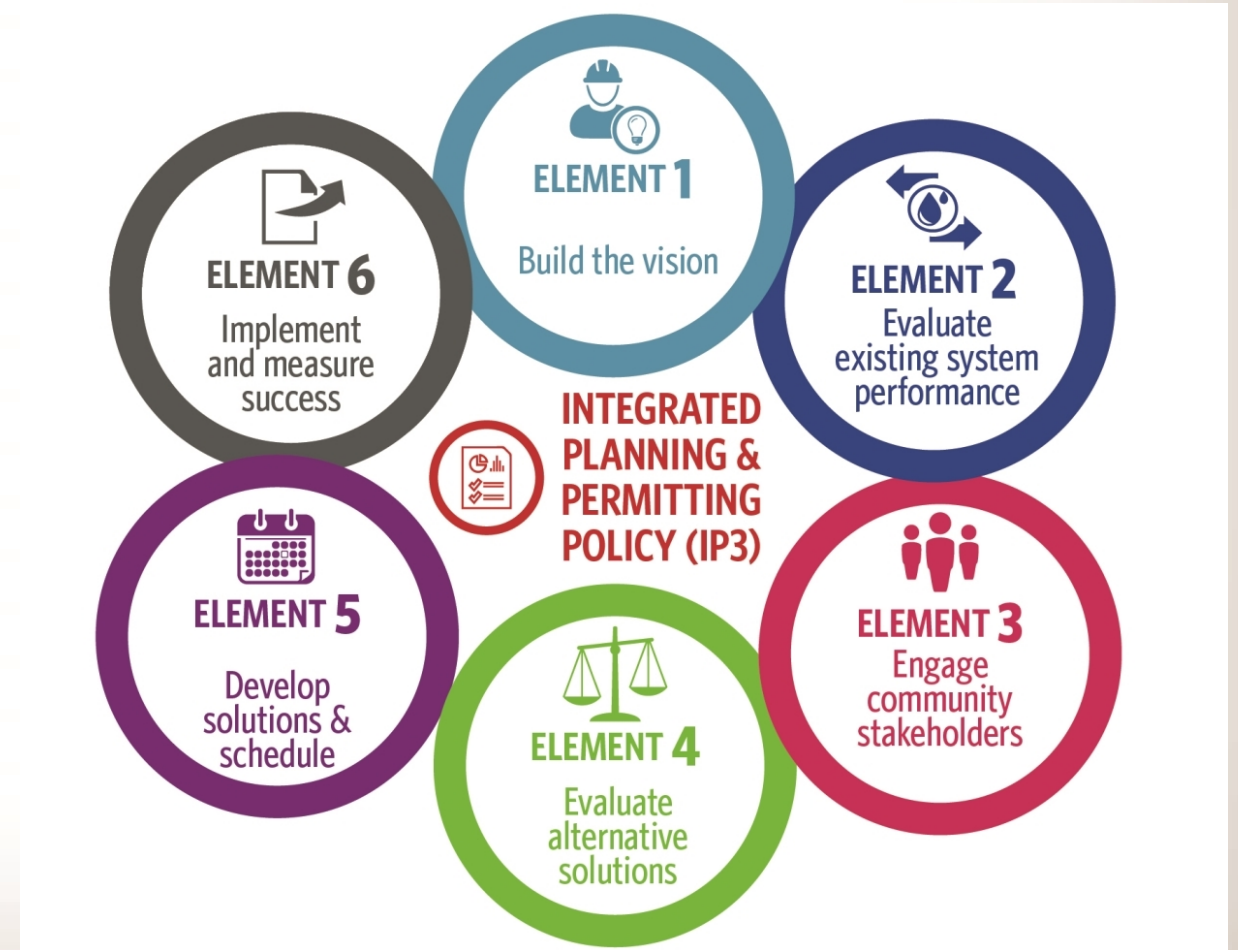 ELEMENT 1
Build the vision
ELEMENT 2
Evaluate
existing system
performance
ELEMENT 3
Engage
community
stakeholders
ELEMENT 4
Evaluate
alternative
solutions
ELEMENT 5
Develop
solutions &
schedule
ELEMENT 6
Implement
and measure
success
INTEGRATED
PLANNING &
PERMITTING
POLICY (IP3)